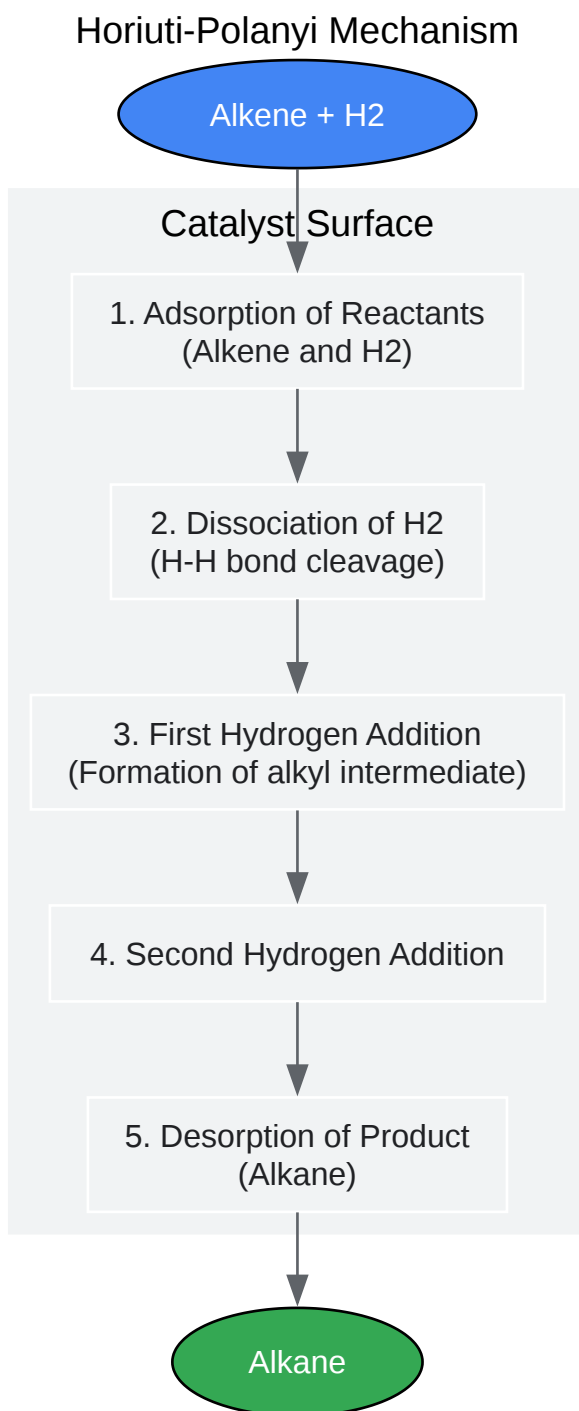 Horiuti-Polanyi Mechanism
Alkene + H2
Catalyst Surface
1. Adsorption of Reactants
(Alkene and H2)
2. Dissociation of H2
(H-H bond cleavage)
3. First Hydrogen Addition
(Formation of alkyl intermediate)
4. Second Hydrogen Addition
5. Desorption of Product
(Alkane)
Alkane